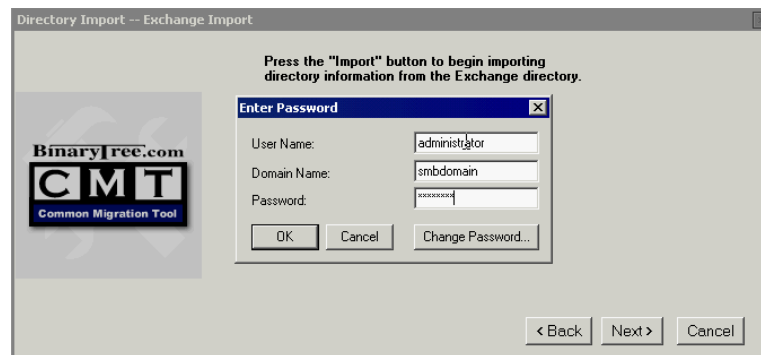 Directory Import -- Exchange Import
Press the "Import" button to begin importing
directory information from the Exchange directory.
BinaryTree.com
CMT
Common Migration Tool
Enter Password
User Name:
administrator
Domain Name:
smbdomain
Password:
xxxxxxxx
OK
Cancel
Change Password...
< Back
Next >
Cancel